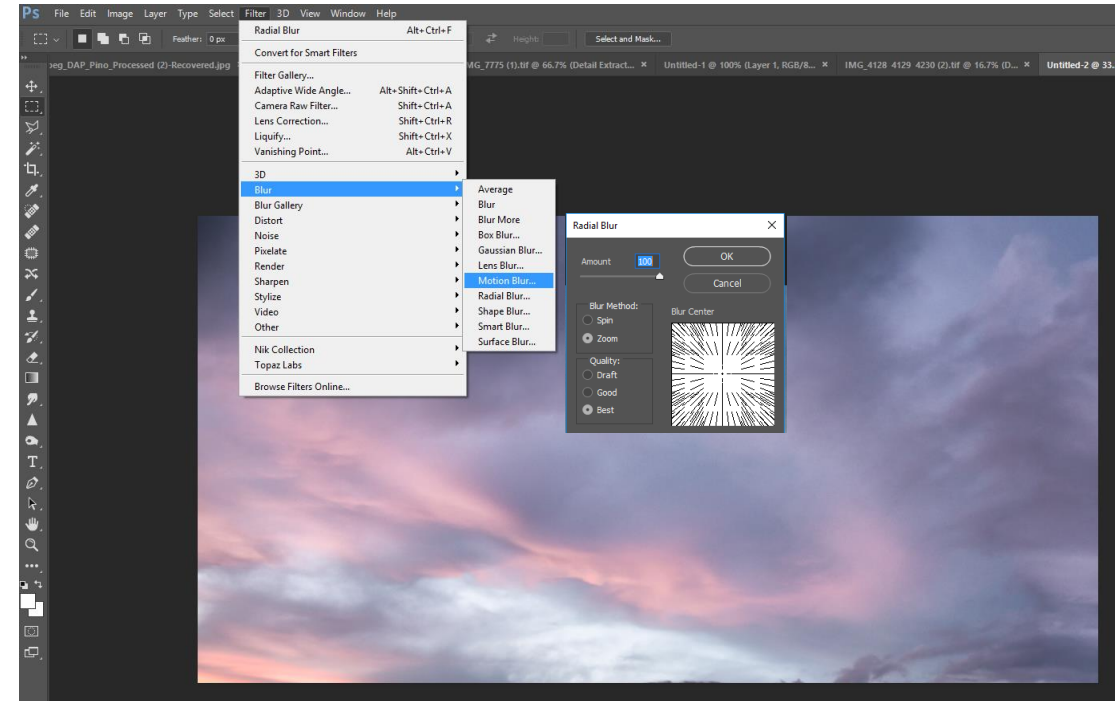 Ps File Edit Image Layer Type Select Filter 3D View Window Help
Feather: 0 px Height: Select and Mask...
peg_DAP_Pino_Processed (2)-Recovered.jpg MG_7775 (1).tif @ 66.7% (Detail Extract... × Untitled-1 @ 100% (Layer 1, RGB/8... × IMG_4128 4129 4230 (2).tif @ 16.7% (D... × Untitled-2 @ 33.
Radial Blur Alt+Ctrl+F
Convert for Smart Filters
Filter Gallery...
Adaptive Wide Angle... Alt+Shift+Ctrl+A
Camera Raw Filter... Shift+Ctrl+A
Lens Correction... Shift+Ctrl+R
Liquify... Shift+Ctrl+X
Vanishing Point... Alt+Ctrl+V
3D
Blur
Blur Gallery
Distort
Noise
Pixelate
Render
Sharpen
Stylize
Video
Other
Nik Collection
Topaz Labs
Browse Filters Online...
Average
Blur
Blur More
Box Blur...
Gaussian Blur...
Lens Blur...
Motion Blur...
Radial Blur...
Shape Blur...
Smart Blur...
Surface Blur...
Radial Blur ×
Amount 100 OK
Cancel
Blur Method: Blur Center
Spin
Zoom
Quality:
Draft
Good
Best
T